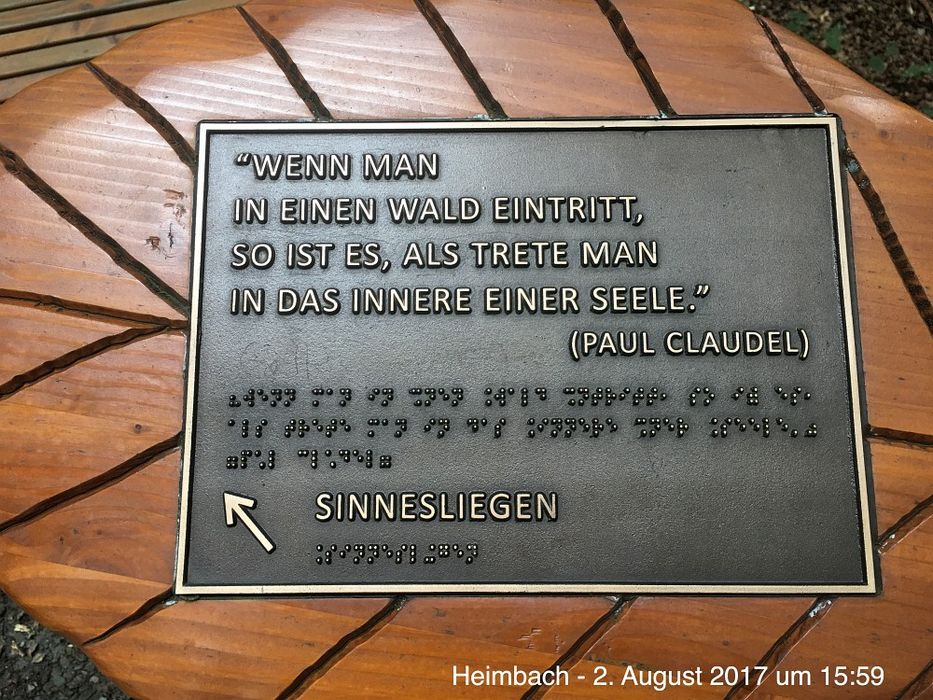 “WENN MAN
IN EINEN WALD EINTRITT,
SO IST ES, ALS TRETE MAN
IN DAS INNERE EINER SEELE.”
(PAUL CLAUDEL)
SINNESLIEGEN
Heimbach - 2. August 2017 um 15:59